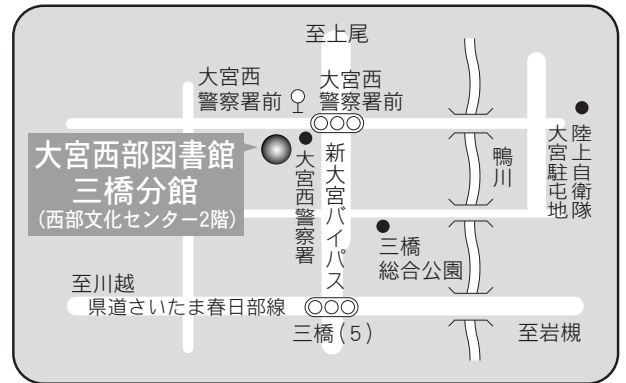 至上尾
大宮西
警察署前
大宮西
警察署前
大宮西部図書館
三橋分館
(西部文化センター2階)
大宮西警察署
新大宮バイパス
鴨川
陸上自衛隊
大宮駐屯地
三橋
総合公園
至川越
県道さいたま春日部線
三橋(5)
至岩槻